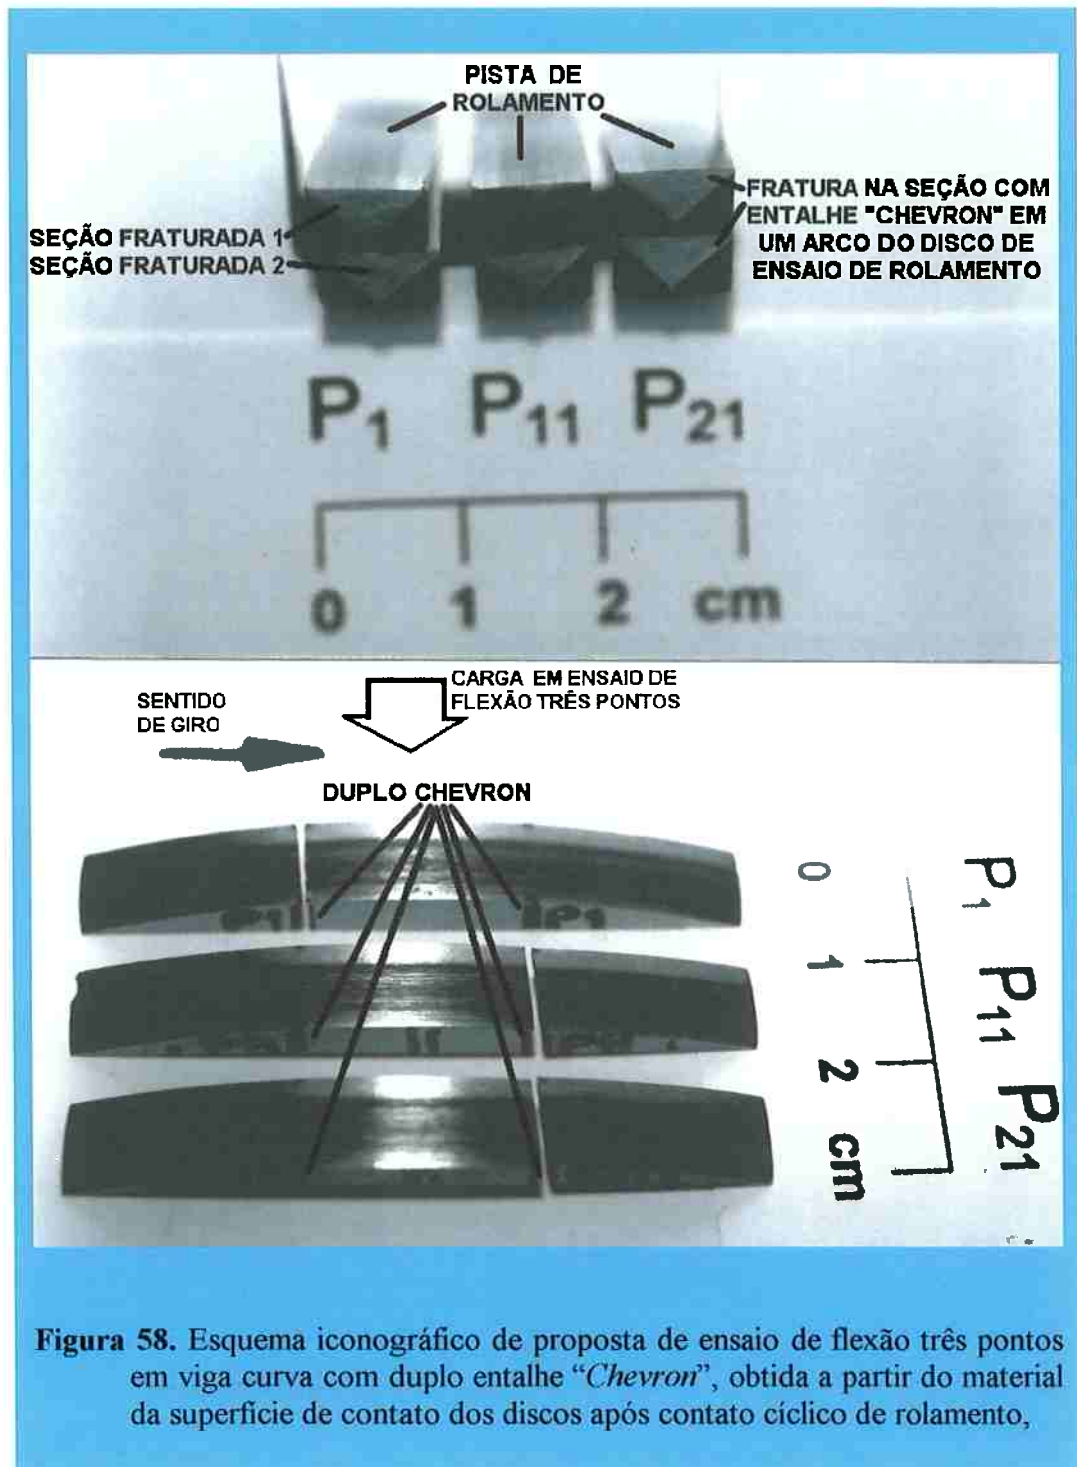 PISTA DE
ROLAMENTO
FRATURA NA SEÇÃO COM
ENTALHE "CHEVRON" EM
UM ARCO DO DISCO DE
ENSAIO DE ROLAMENTO
SEÇÃO FRATURADA 1
SEÇÃO FRATURADA 2
P1 P11 P21
0 1 2 cm
CARGA EM ENSAIO DE
FLEXÃO TRÊS PONTOS
SENTIDO
DE GIRO
DUPLO CHEVRON
0 1 2 cm
P1 P11 P21
Figura 58. Esquema iconográfico de proposta de ensaio de flexão três pontos
em viga curva com duplo entalhe “Chevron”, obtida a partir do material
da superfície de contato dos discos após contato cíclico de rolamento,